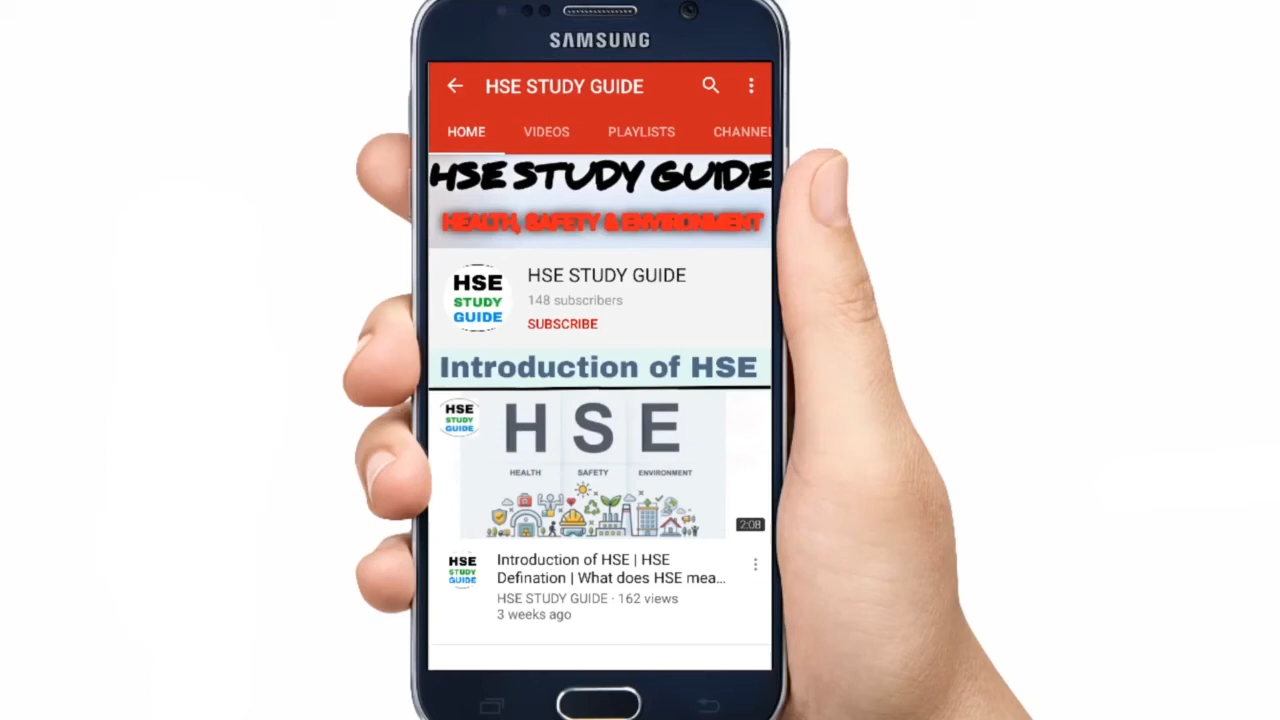 SAMSUNG
HSE STUDY GUIDE
HOME VIDEOS PLAYLISTS CHANNEL
HSE STUDY GUIDE
HEALTH, SAFETY & ENVIRONMENT
HSE STUDY GUIDE
HSE STUDY GUIDE
148 subscribers
SUBSCRIBE
Introduction of HSE
HSE
STUDY
GUIDE
H S E
HEALTH SAFETY ENVIRONMENT
2:08
HSE
STUDY
GUIDE
Introduction of HSE | HSE
Defination | What does HSE mea...
HSE STUDY GUIDE · 162 views
3 weeks ago